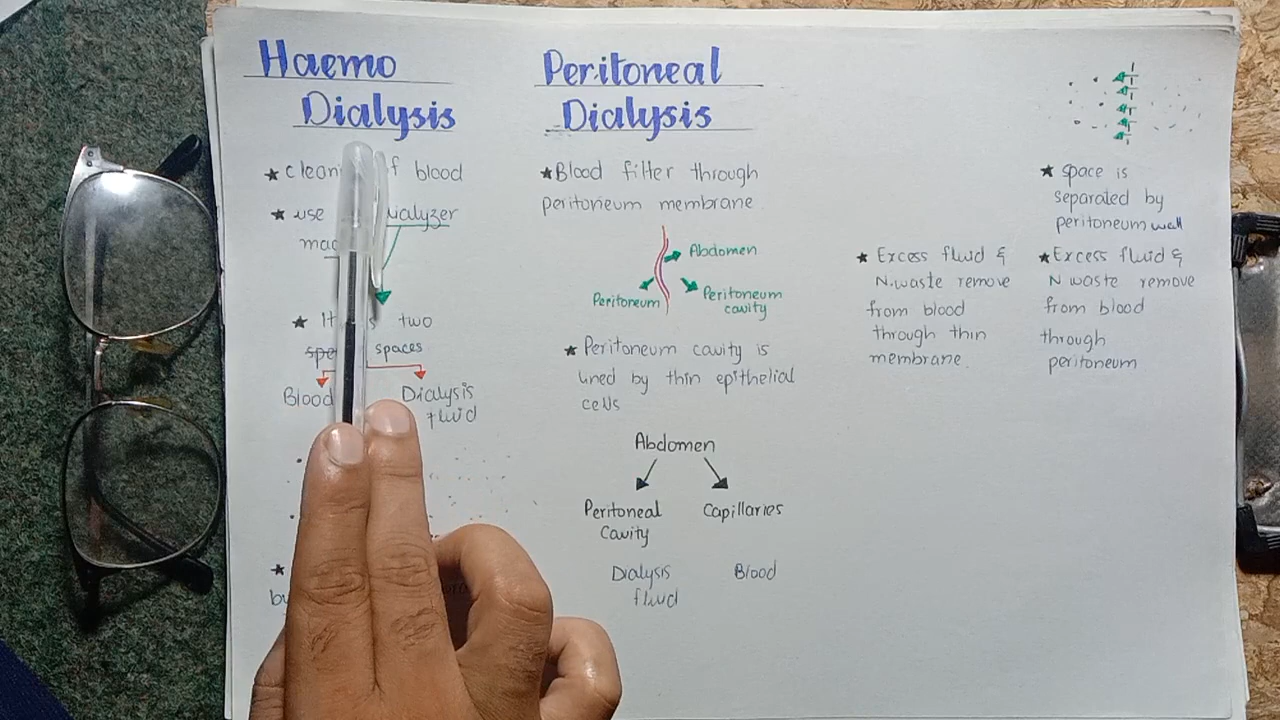 Haemo
Dialysis
★ clean of blood
★ use
★ It two
spaces
Blood
Dialysis
fluid
by
Peritoneal
Dialysis
★ Blood filter through
peritoneum membrane
Abdomen
Peritoneum
Peritoneum
cavity
★ Peritoneum cavity is
lined by thin epithelial
cells
Abdomen
Peritoneal
Cavity
Capillaries
Dialysis
fluid
Blood
★ Excess fluid &
N.waste remove
from blood
through thin
membrane.
★ space is
separated by
peritoneum wall
★ Excess fluid &
N waste remove
from blood
through
peritoneum